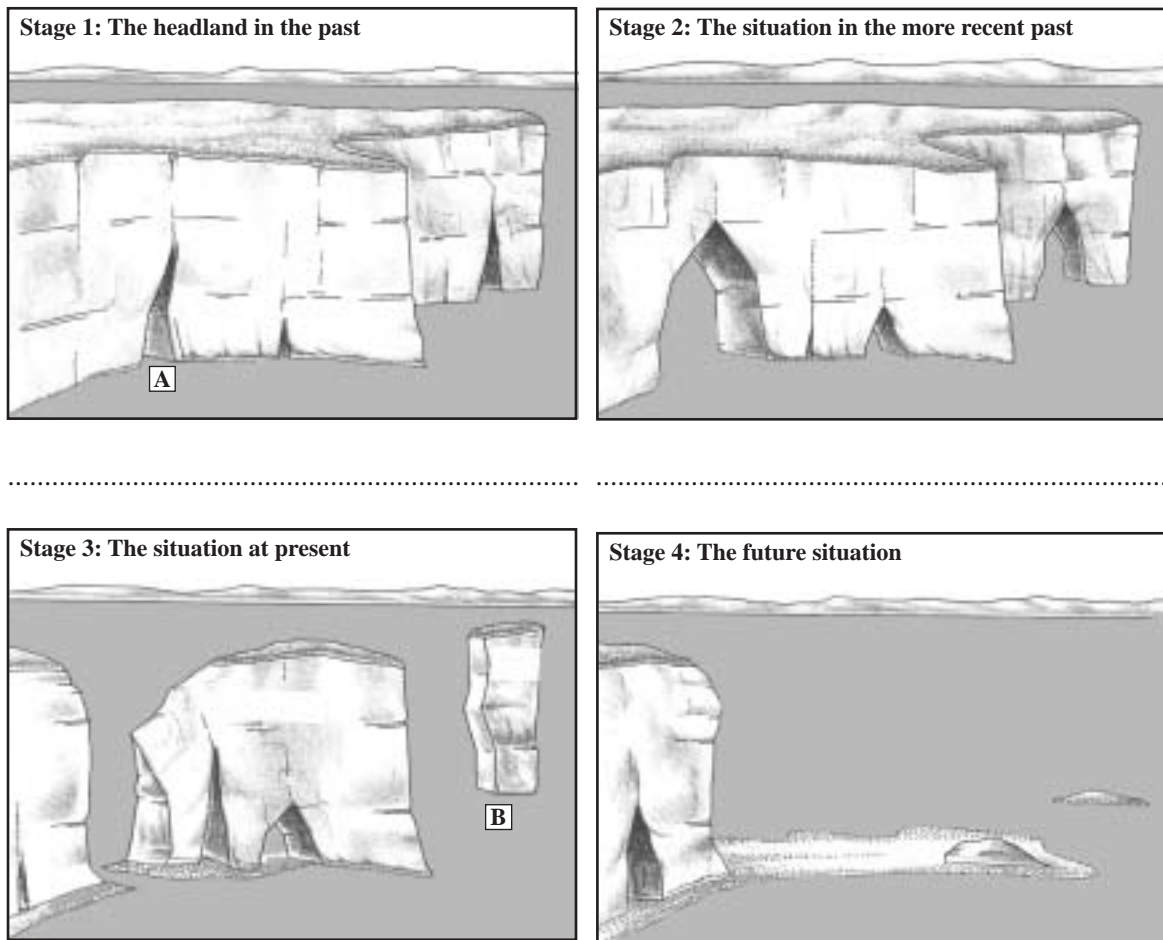 Stage 1: The headland in the past
Stage 2: The situation in the more recent past
A
Stage 3: The situation at present
Stage 4: The future situation
B